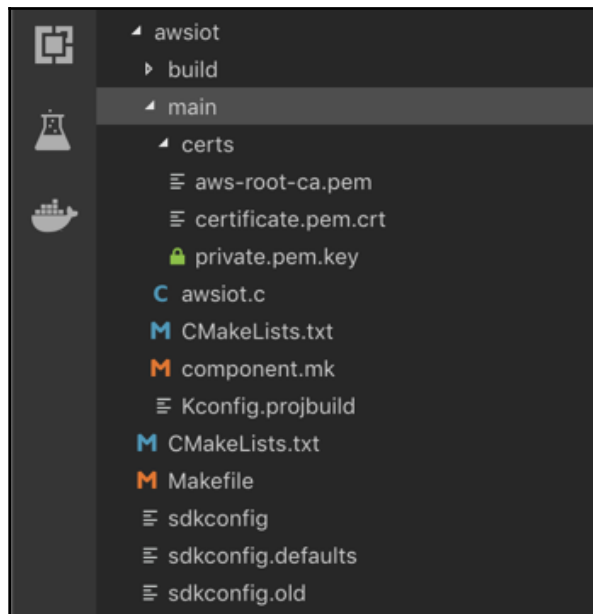 awsiot
build
main
certs
aws-root-ca.pem
certificate.pem.crt
private.pem.key
C awsiot.c
M CMakeLists.txt
M component.mk
Kconfig.projbuild
M CMakeLists.txt
M Makefile
sdkconfig
sdkconfig.defaults
sdkconfig.old